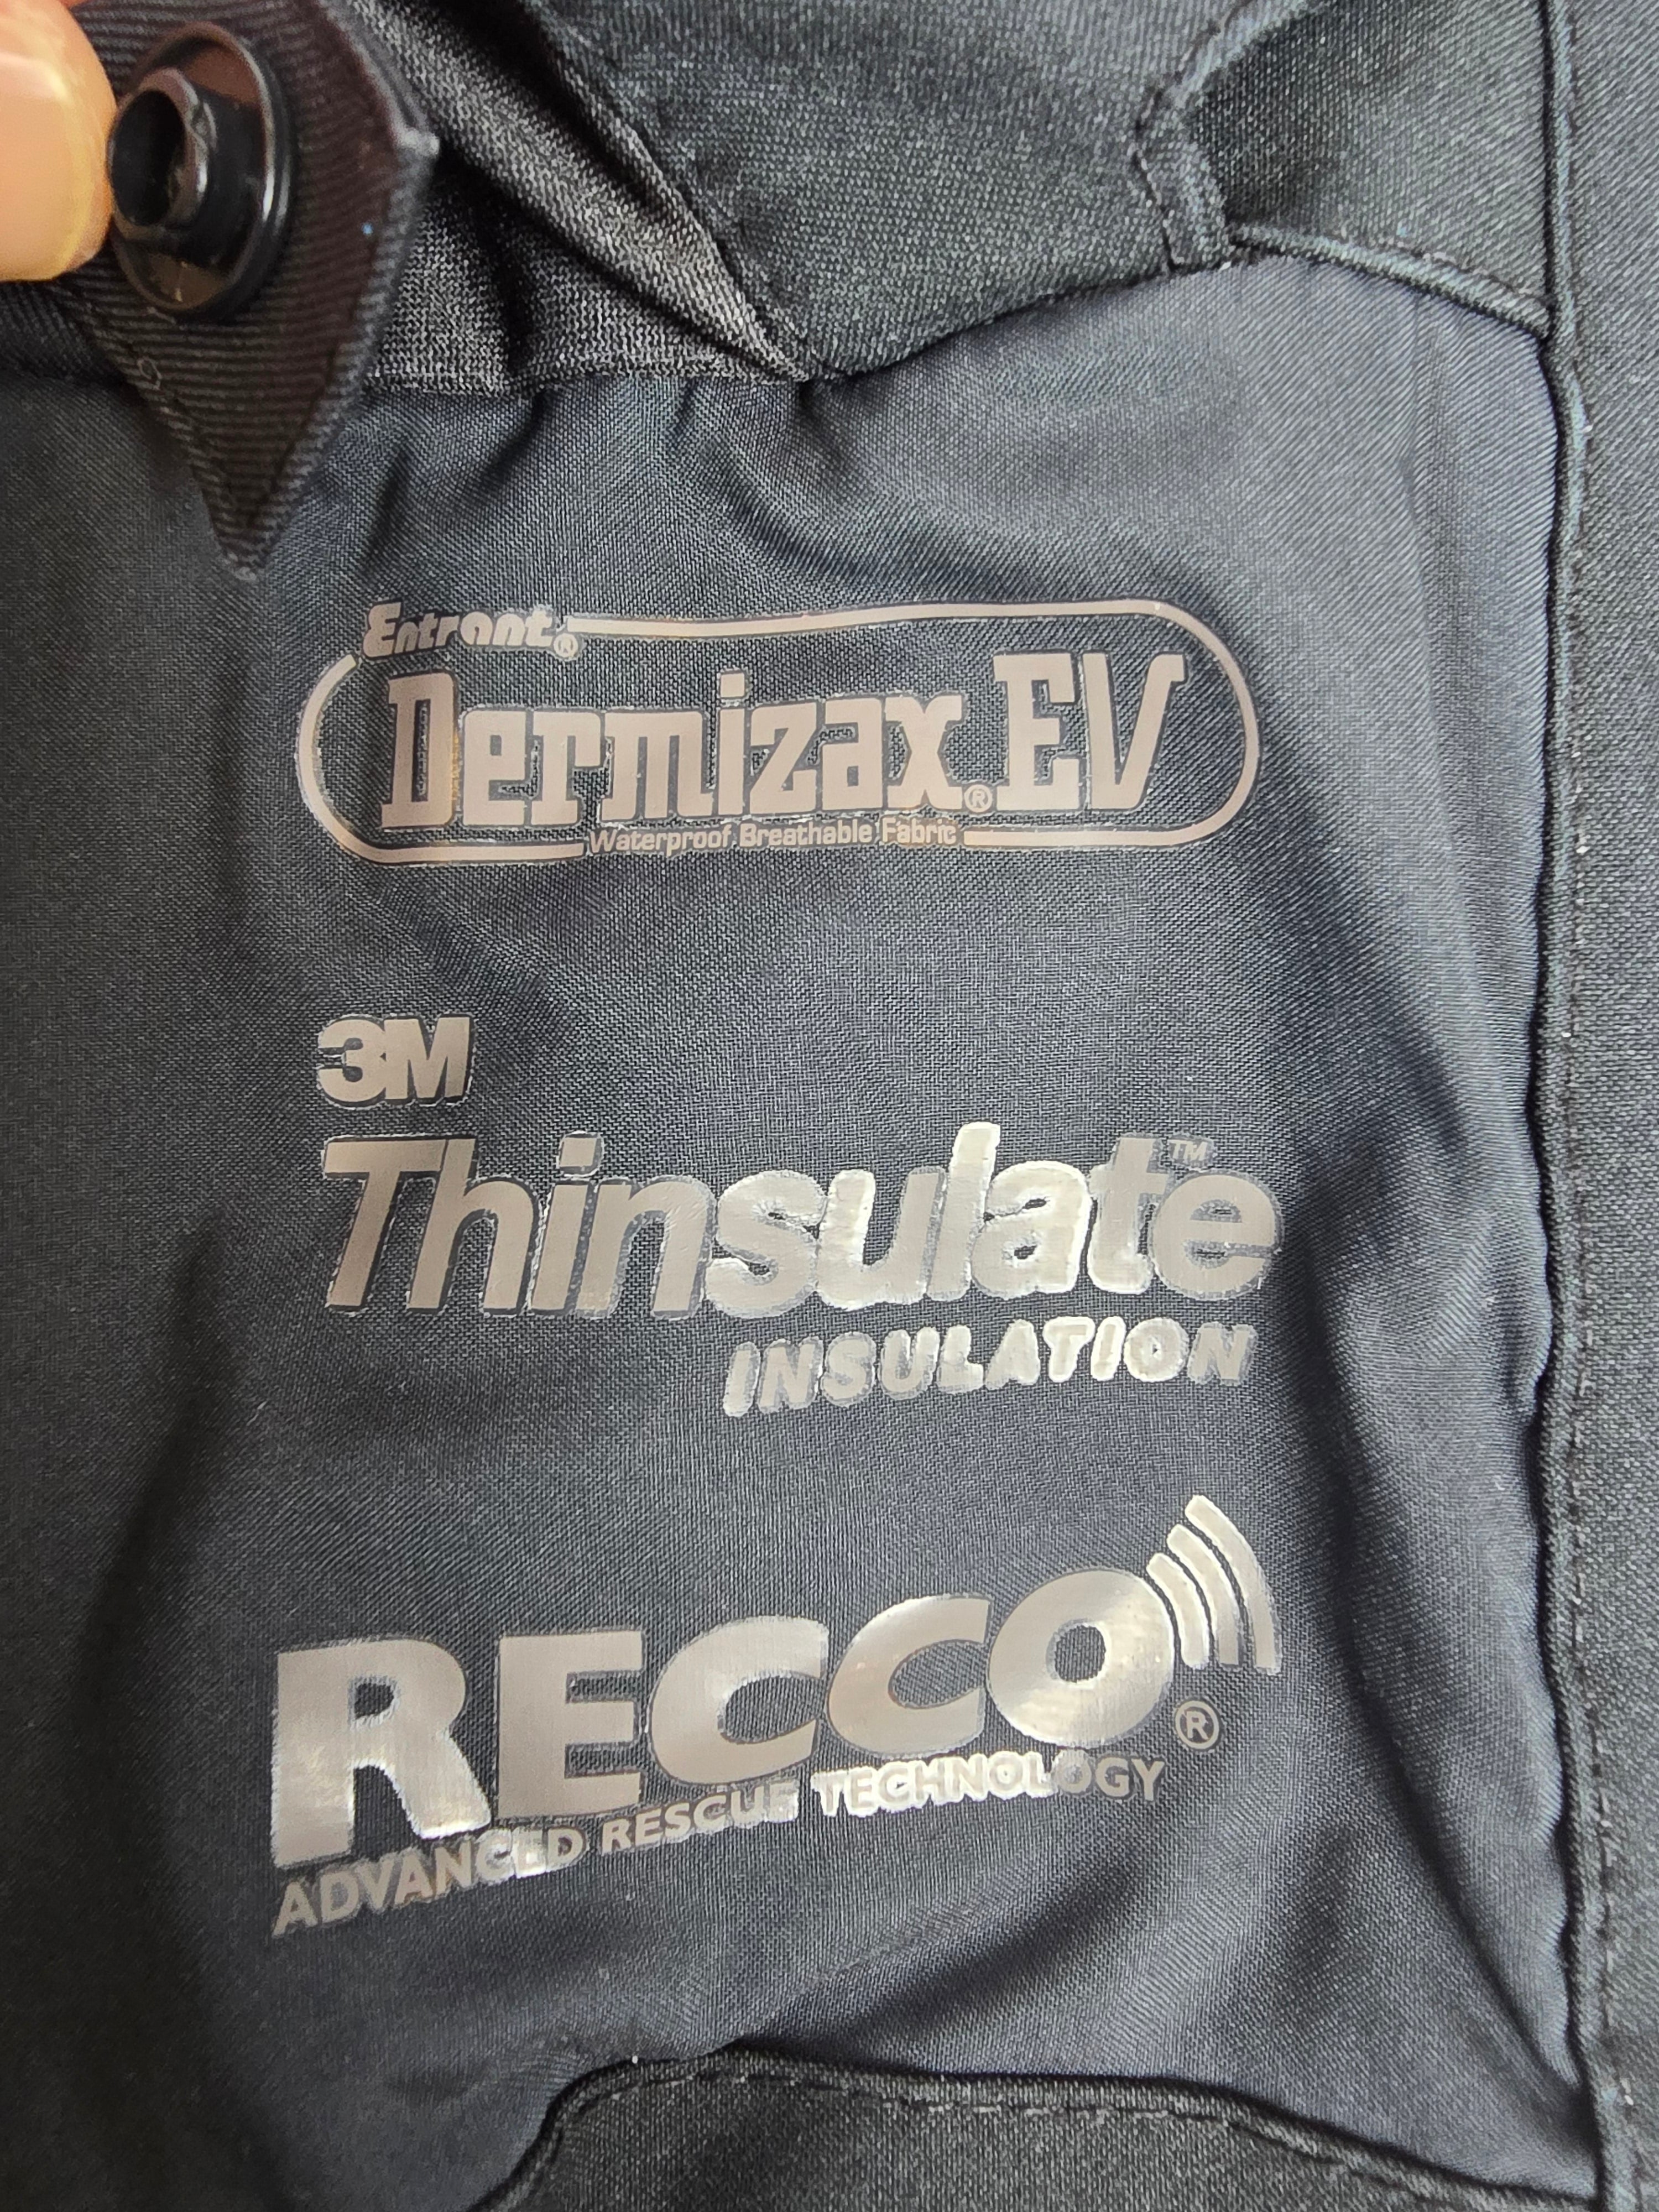 Entrant®
Dermizax®EV
Waterproof Breathable Fabric
3M
Thinsulate™
INSULATION
RECCO®
ADVANCED RESCUE TECHNOLOGY